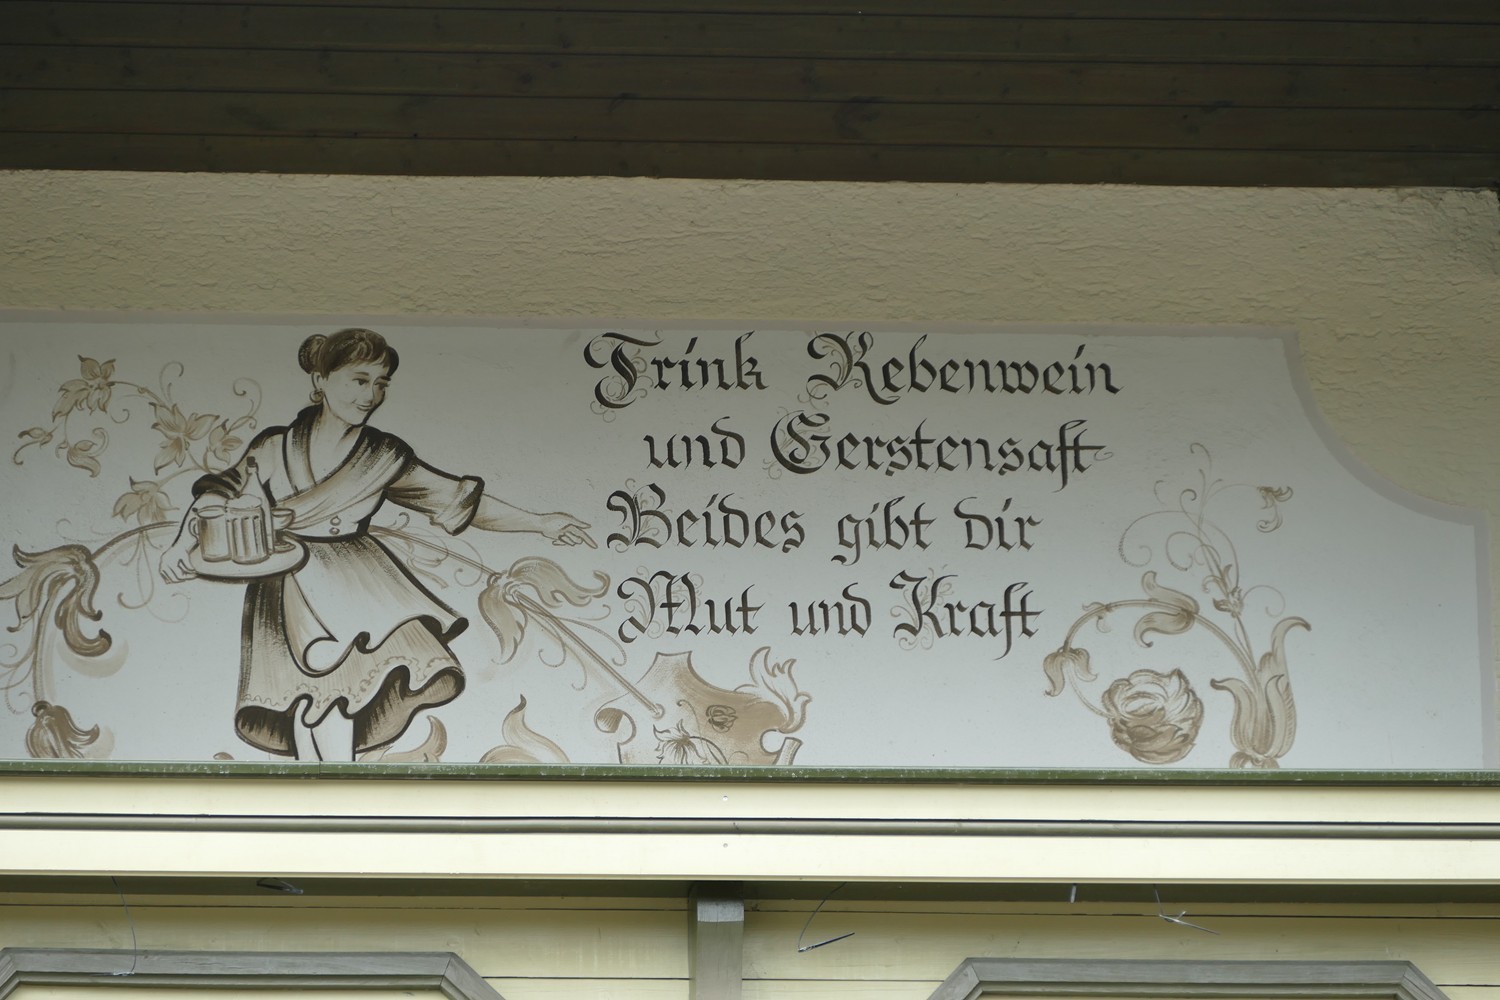 Trink Rebenwein
und Gerstensaft
Beides gibt dir
Mut und Kraft